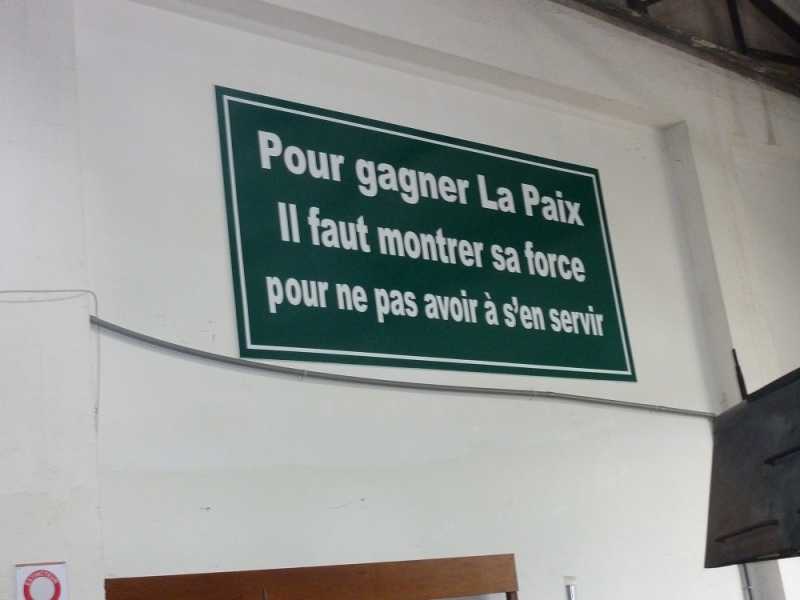 Pour gagner La Paix
Il faut montrer sa force
pour ne pas avoir à s'en servir